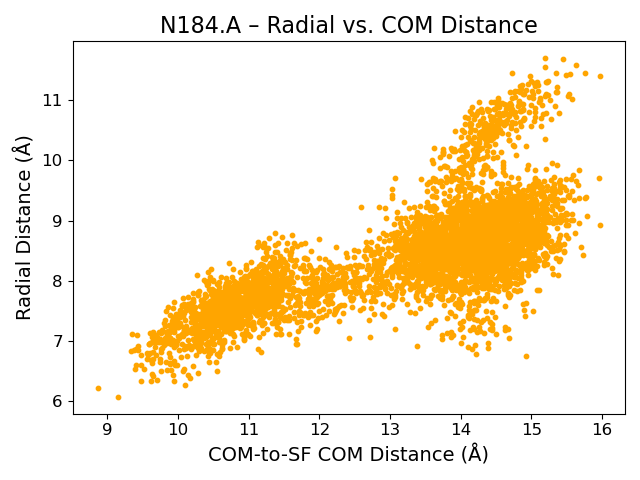 N184.A – Radial vs. COM Distance
Radial Distance (Å)
11
10
9
8
7
6
9 10 11 12 13 14 15 16
COM-to-SF COM Distance (Å)